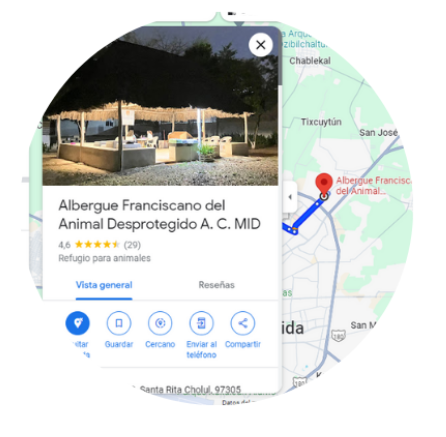 Chablekal
Tixcuytún
San José
Albergue Francisc
del Animal...
Albergue Franciscano del
Animal Desprotegido A. C. MID
4,6 (29)
Refugio para animales
Vista general
Reseñas
Guardar
Cercano
Enviar al
teléfono
Compartir
Santa Rita Cholul, 97305
ida
San M